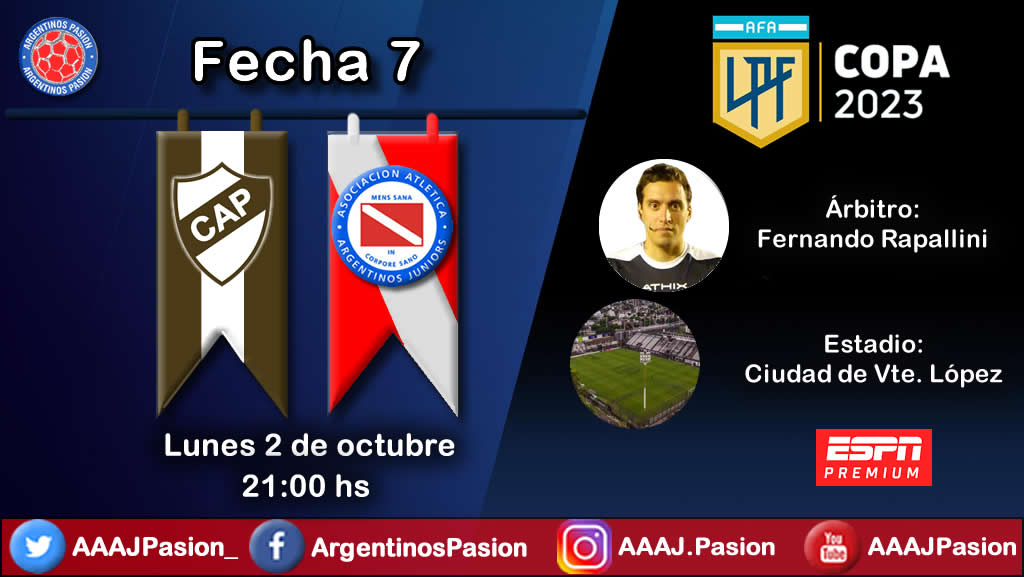 ARGENTINOS PASION
ARGENTINOS PASION
Fecha 7
CAP
ASOCIACION ATLETICA
MENS SANA
IN
CORPORE SANO
ARGENTINOS JUNIORS
Lunes 2 de octubre
21:00 hs
AFA
LPF
COPA
2023
ATHIX
Árbitro:
Fernando Rapallini
Estadio:
Ciudad de Vte. López
ESPN
PREMIUM
AAAJPasion_
ArgentinosPasion
AAAJ.Pasion
You
Tube
AAAJPasion